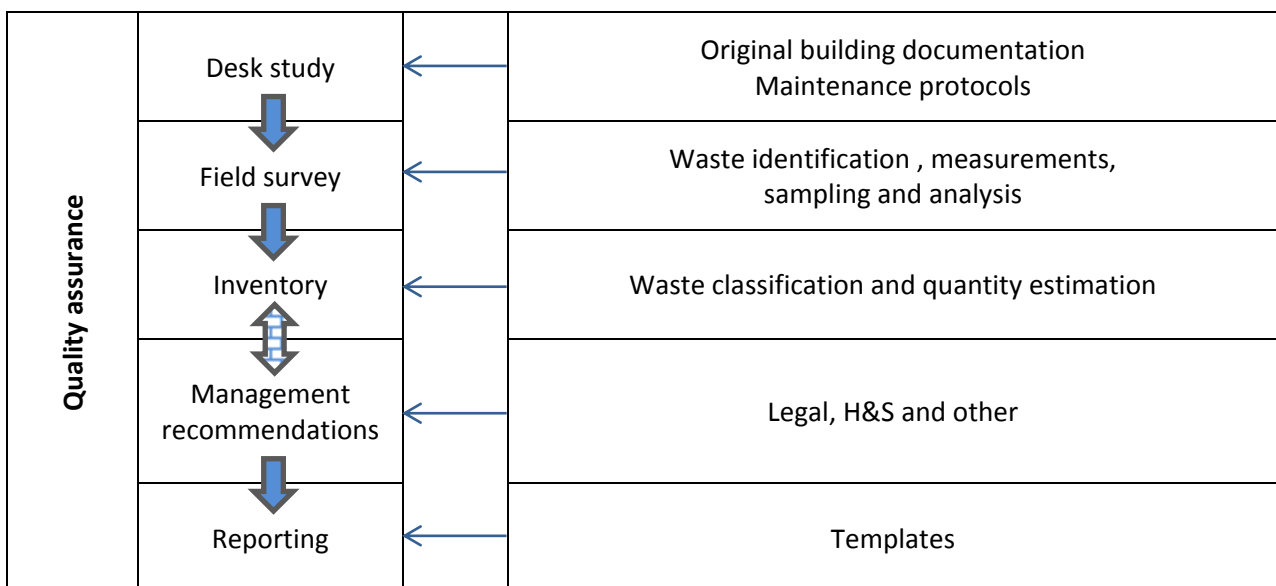 Quality assurance
Desk study
Original building documentation
Maintenance protocols
Field survey
Waste identification , measurements,
sampling and analysis
Inventory
Waste classification and quantity estimation
Management
recommendations
Legal, H&S and other
Reporting
Templates